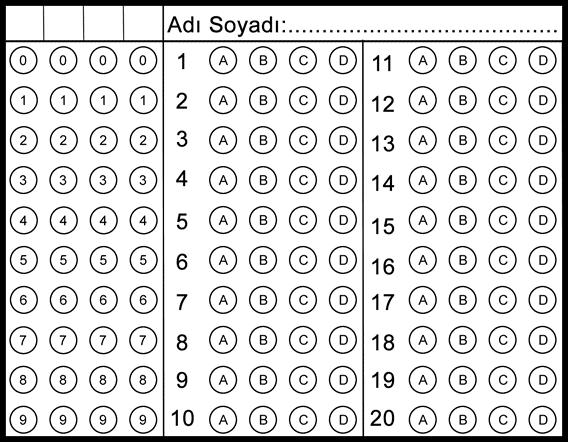 Adı Soyadı:......................................
0 0 0 0 1 A B C D 11 A B C D
1 1 1 1 2 A B C D 12 A B C D
2 2 2 2 3 A B C D 13 A B C D
3 3 3 3 4 A B C D 14 A B C D
4 4 4 4 5 A B C D 15 A B C D
5 5 5 5 6 A B C D 16 A B C D
6 6 6 6 7 A B C D 17 A B C D
7 7 7 7 8 A B C D 18 A B C D
8 8 8 8 9 A B C D 19 A B C D
9 9 9 9 10 A B C D 20 A B C D